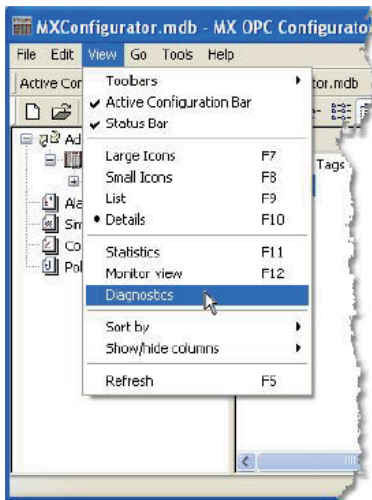 MXConfigurator.mdb - MX OPC Configurato
File Edit View Go Tools Help
Active Cor
tor.mdb
Toolbars
Active Configuration Bar
Status Bar
Large Icons F7
Small Icons F8
List F9
Details F10
Statistics F11
Monitor view F12
Diagnostics
Sort by
Show/hide columns
Refresh F5
Ad
Ala
Sim
Co
Pol
Tags